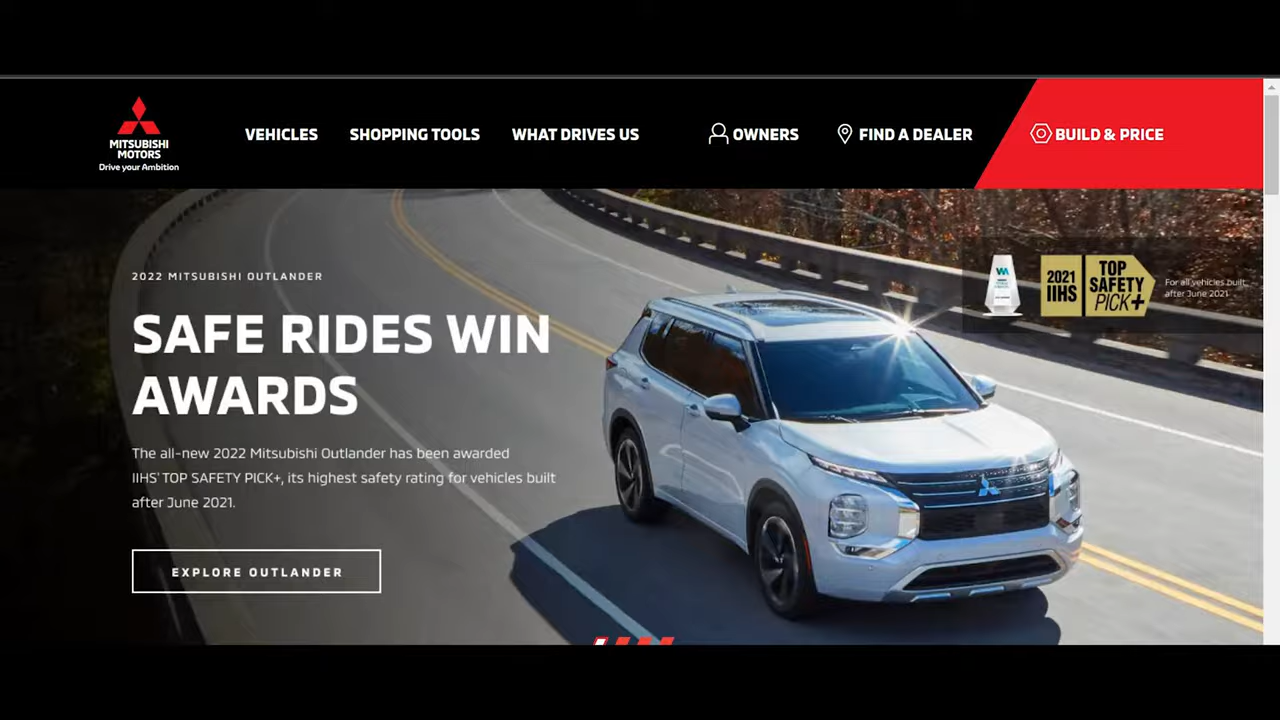 MITSUBISHI
MOTORS
Drive your Ambition
VEHICLES
SHOPPING TOOLS
WHAT DRIVES US
OWNERS
FIND A DEALER
BUILD & PRICE
2022 MITSUBISHI OUTLANDER
SAFE RIDES WIN
AWARDS
The all-new 2022 Mitsubishi Outlander has been awarded
IIHS' TOP SAFETY PICK+, its highest safety rating for vehicles built
after June 2021.
EXPLORE OUTLANDER
2021
IIHS
TOP
SAFETY
PICK+
For all vehicles built
after June 2021